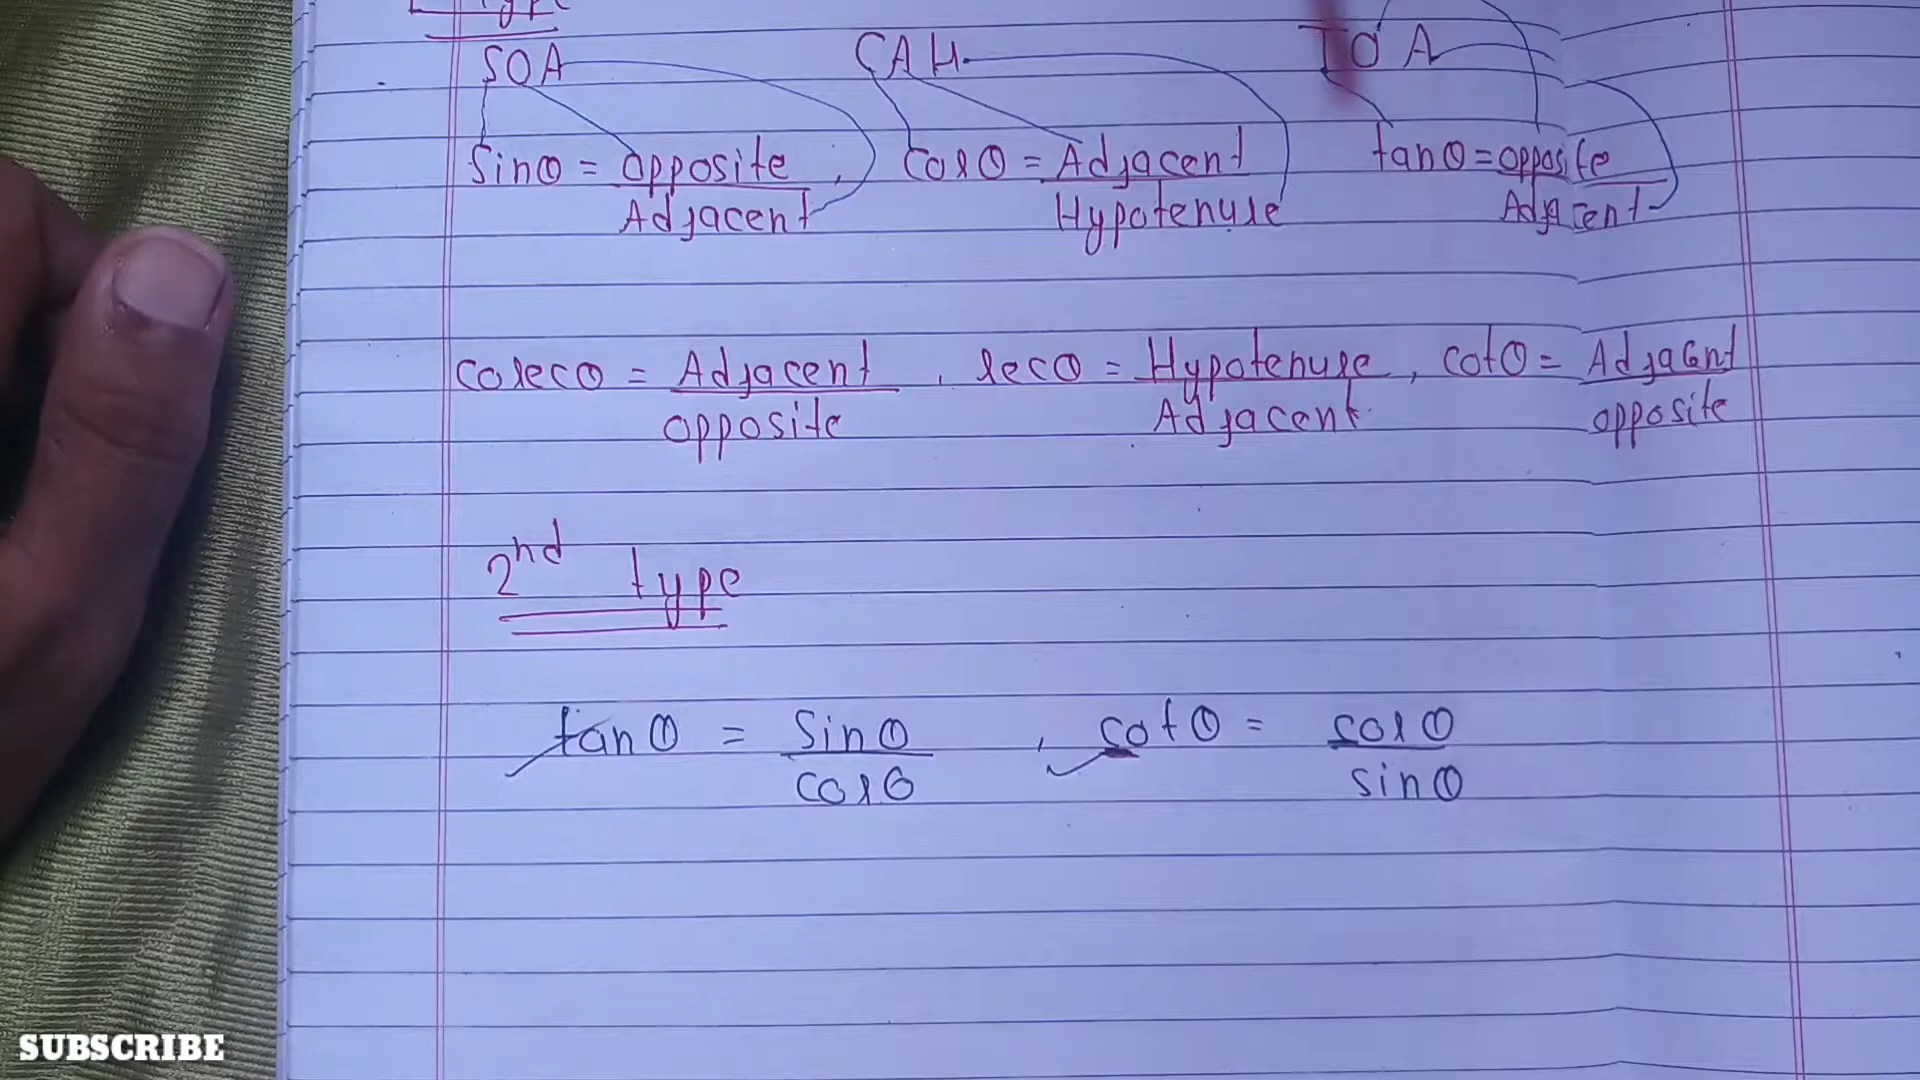 SOA CAH TOA
Sinθ = opposite / Adjacent , Cosθ = Adjacent / Hypotenuse tanθ = opposite / Adjacent
Cosecθ = Adjacent / opposite , Secθ = Hypotenuse / Adjacent , Cotθ = Adjacent / opposite
2nd type
tanθ = Sinθ / Cosθ , Cotθ = Cosθ / Sinθ
SUBSCRIBE